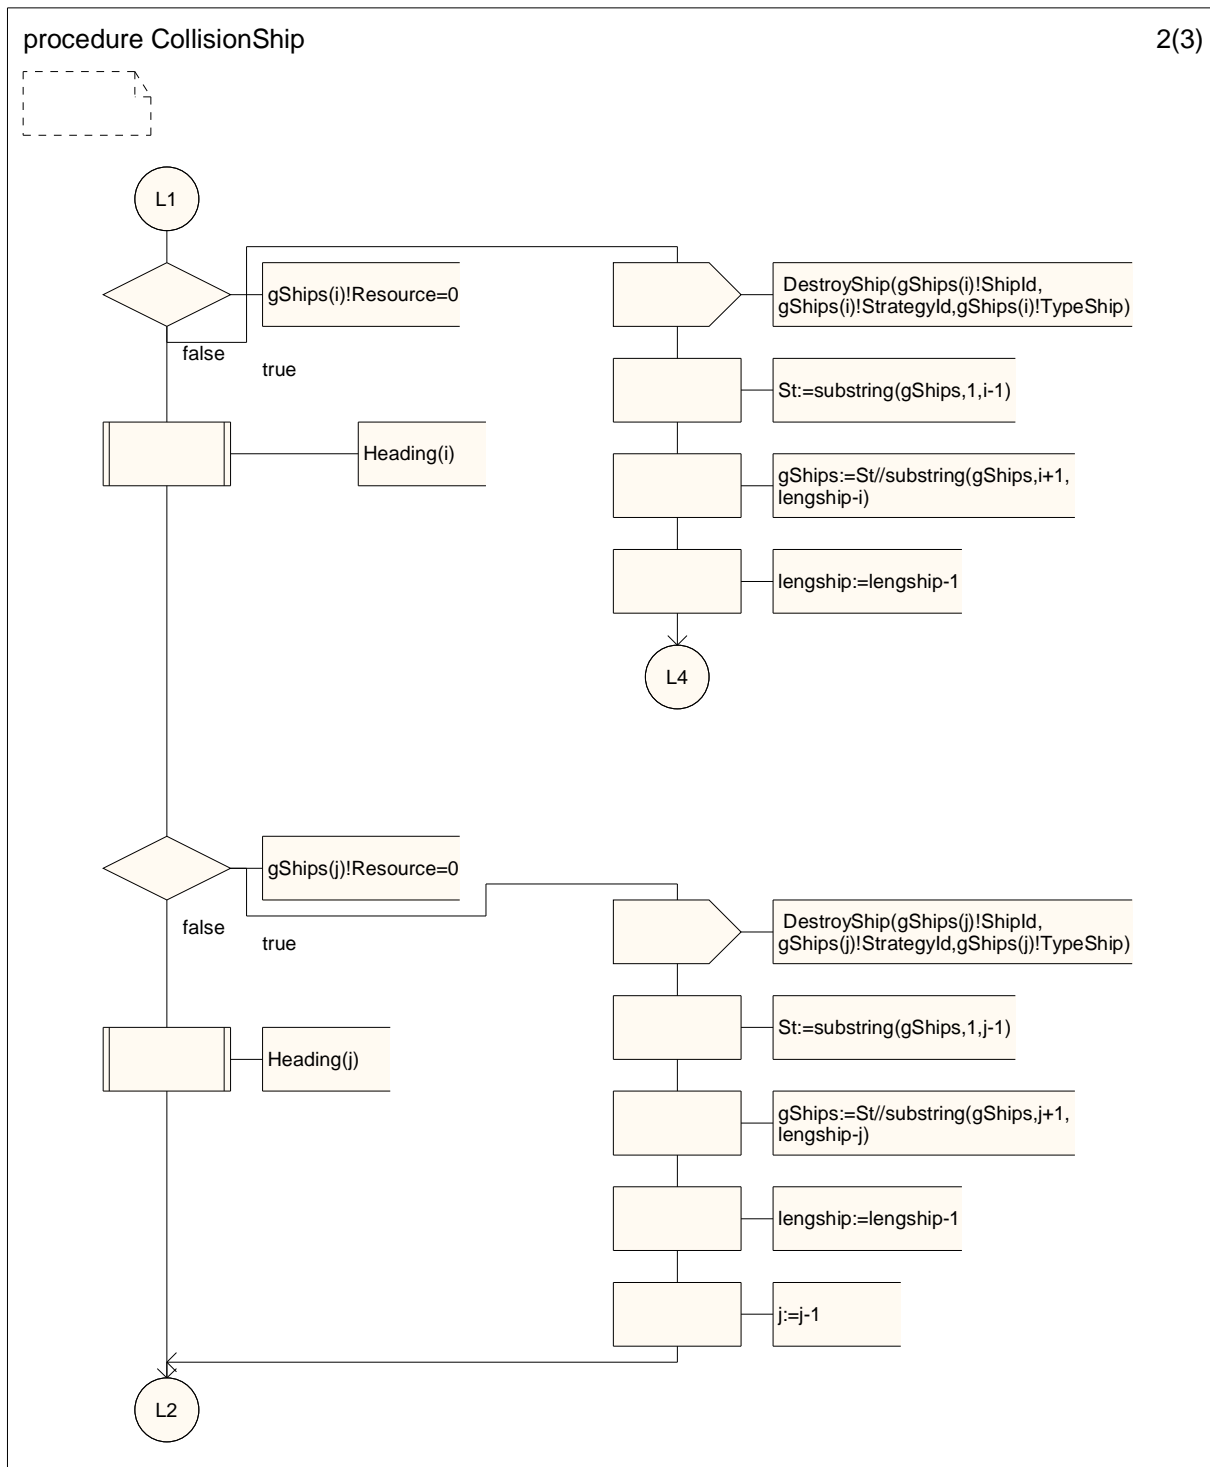 procedure CollisionShip
2(3)
L1
gShips(i)!Resource=0
DestroyShip(gShips(i)!ShipId,
gShips(i)!StrategyId,gShips(i)!TypeShip)
false
true
St:=substring(gShips,1,i-1)
Heading(i)
gShips:=St//substring(gShips,i+1,
lengship-i)
lengship:=lengship-1
L4
gShips(j)!Resource=0
false
true
DestroyShip(gShips(j)!ShipId,
gShips(j)!StrategyId,gShips(j)!TypeShip)
St:=substring(gShips,1,j-1)
Heading(j)
gShips:=St//substring(gShips,j+1,
lengship-j)
lengship:=lengship-1
j:=j-1
L2